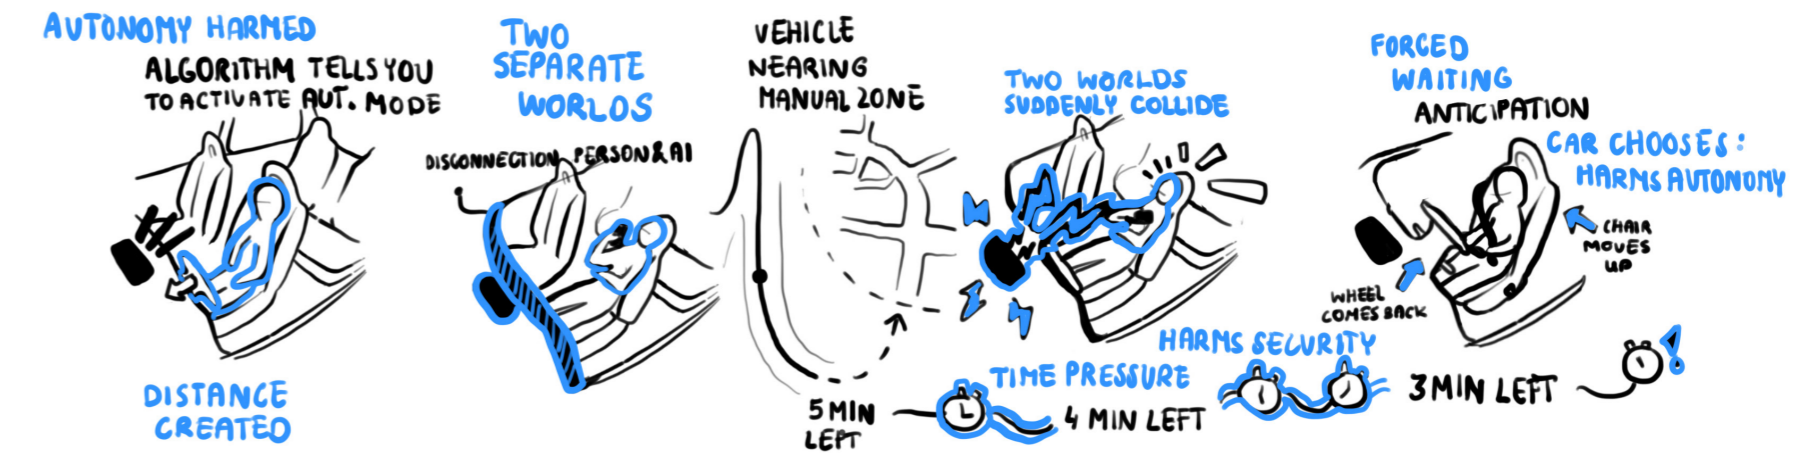 AUTONOMY HARMED
ALGORITHM TELLS YOU
TO ACTIVATE AUT. MODE
DISTANCE
CREATED
TWO
SEPARATE
WORLDS
DISCONNECTION PERSON & AI
VEHICLE
NEARING
MANUAL ZONE
5 MIN
LEFT
TWO WORLDS
SUDDENLY COLLIDE
TIME PRESSURE
4 MIN LEFT
HARMS SECURITY
FORCED
WAITING
ANTICIPATION
CAR CHOOSES:
HARMS AUTONOMY
CHAIR
MOVES
UP
WHEEL
COMES BACK
3 MIN LEFT
!